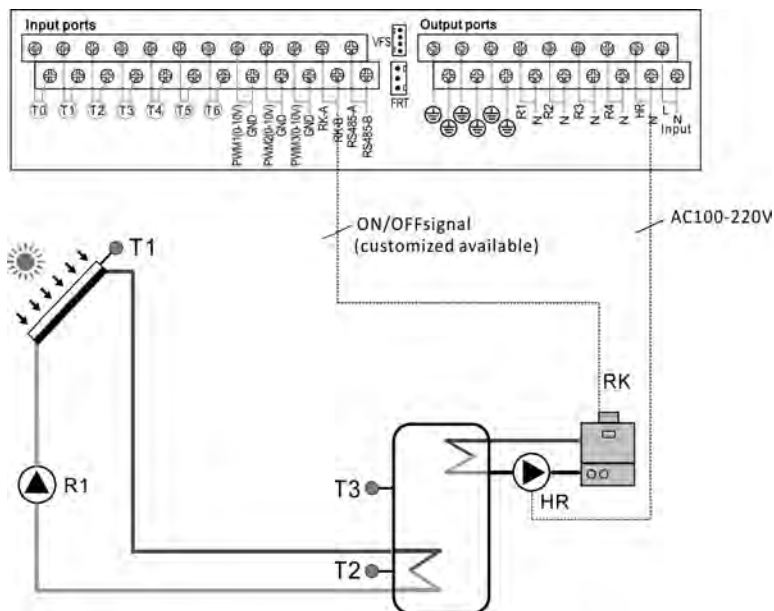 Input ports
Output ports
VFS
FRT
T0 T1 T2 T3 T4 T5 T6
PWM1(0-10V)
GND
PWM2(0-10V)
GND
PWM3(0-10V)
GND
RK-A
RK-B
RS485-A
RS485-B
R1
N
R2
N
R3
N
R4
N
HR
N
L
N
Input
ON/OFFsignal
(customized available)
AC100-220V
T1
RK
R1
T3
HR
T2